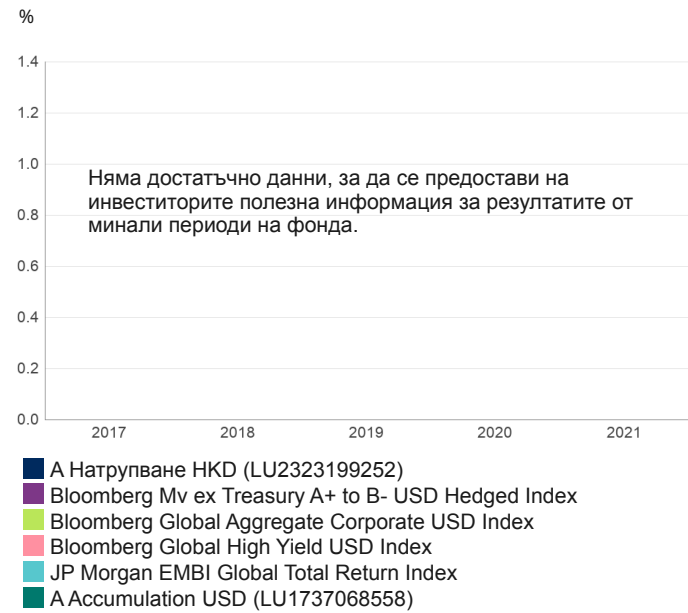 %
1.4
1.2
1.0
Няма достатъчно данни, за да се предостави на
инвеститорите полезна информация за резултатите от
минали периоди на фонда.
0.8
0.6
0.4
0.2
0.0
2017 2018 2019 2020 2021
А Натрупване HKD (LU2323199252)
Bloomberg Mv ex Treasury A+ to B- USD Hedged Index
Bloomberg Global Aggregate Corporate USD Index
Bloomberg Global High Yield USD Index
JP Morgan EMBI Global Total Return Index
A Accumulation USD (LU1737068558)